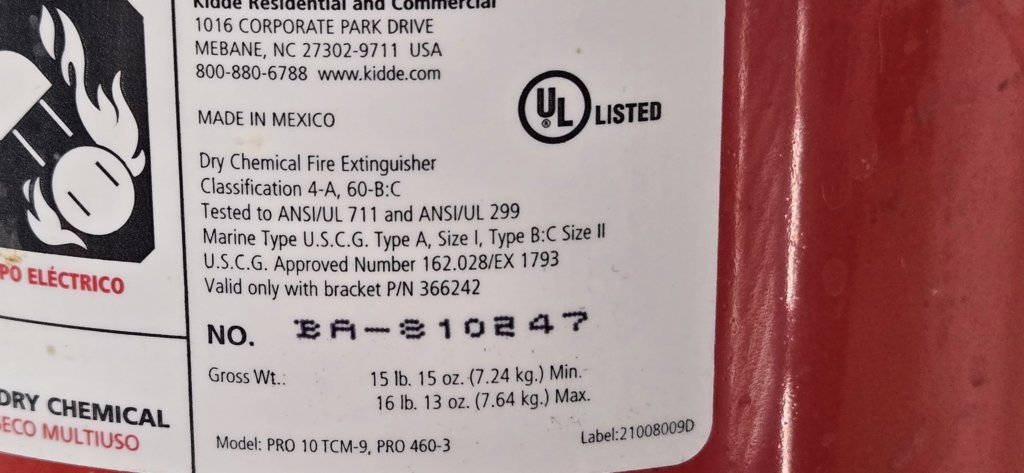 Kidde Residential and Commercial
1016 CORPORATE PARK DRIVE
MEBANE, NC 27302-9711 USA
800-880-6788 www.kidde.com
MADE IN MEXICO
UL
®
LISTED
Dry Chemical Fire Extinguisher
Classification 4-A, 60-B:C
Tested to ANSI/UL 711 and ANSI/UL 299
Marine Type U.S.C.G. Type A, Size I, Type B:C Size II
U.S.C.G. Approved Number 162.028/EX 1793
Valid only with bracket P/N 366242
NO. BA-810247
Gross Wt.: 15 lb. 15 oz. (7.24 kg.) Min.
16 lb. 13 oz. (7.64 kg.) Max.
Model: PRO 10 TCM-9, PRO 460-3
Label:21008009D
PO ELÉCTRICO
DRY CHEMICAL
ECO MULTIUSO